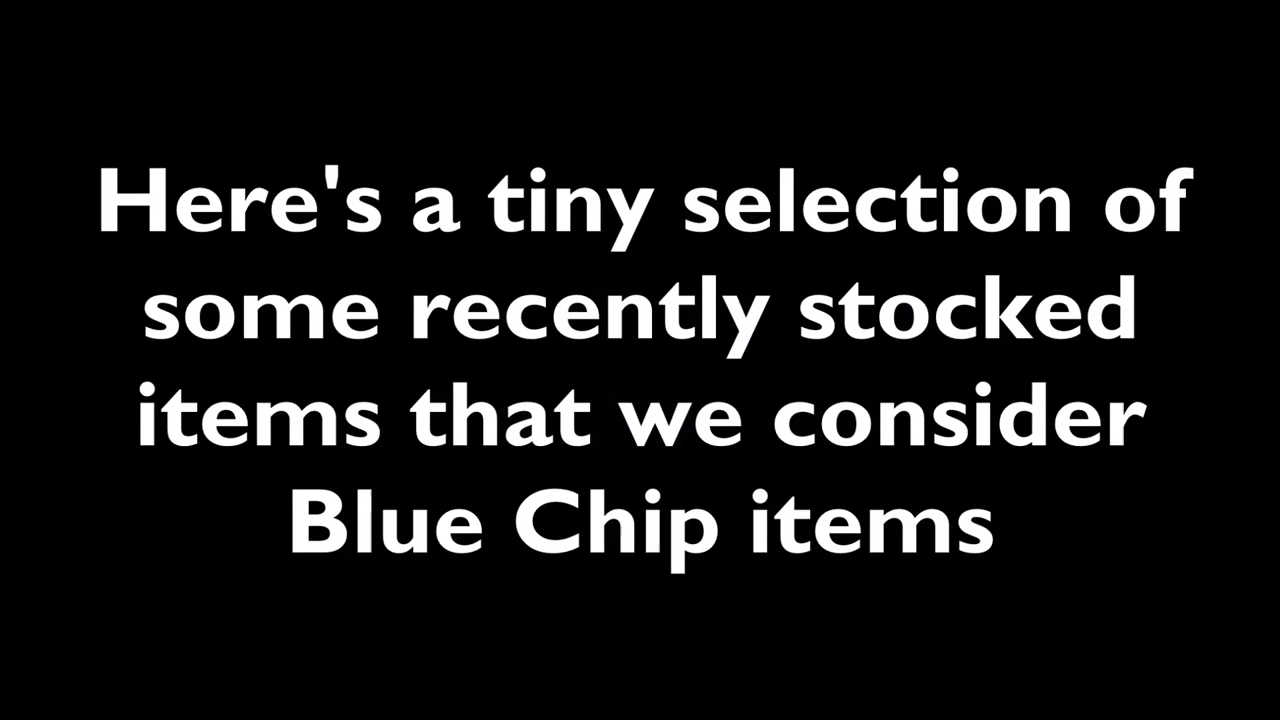 Here's a tiny selection of
some recently stocked
items that we consider
Blue Chip items